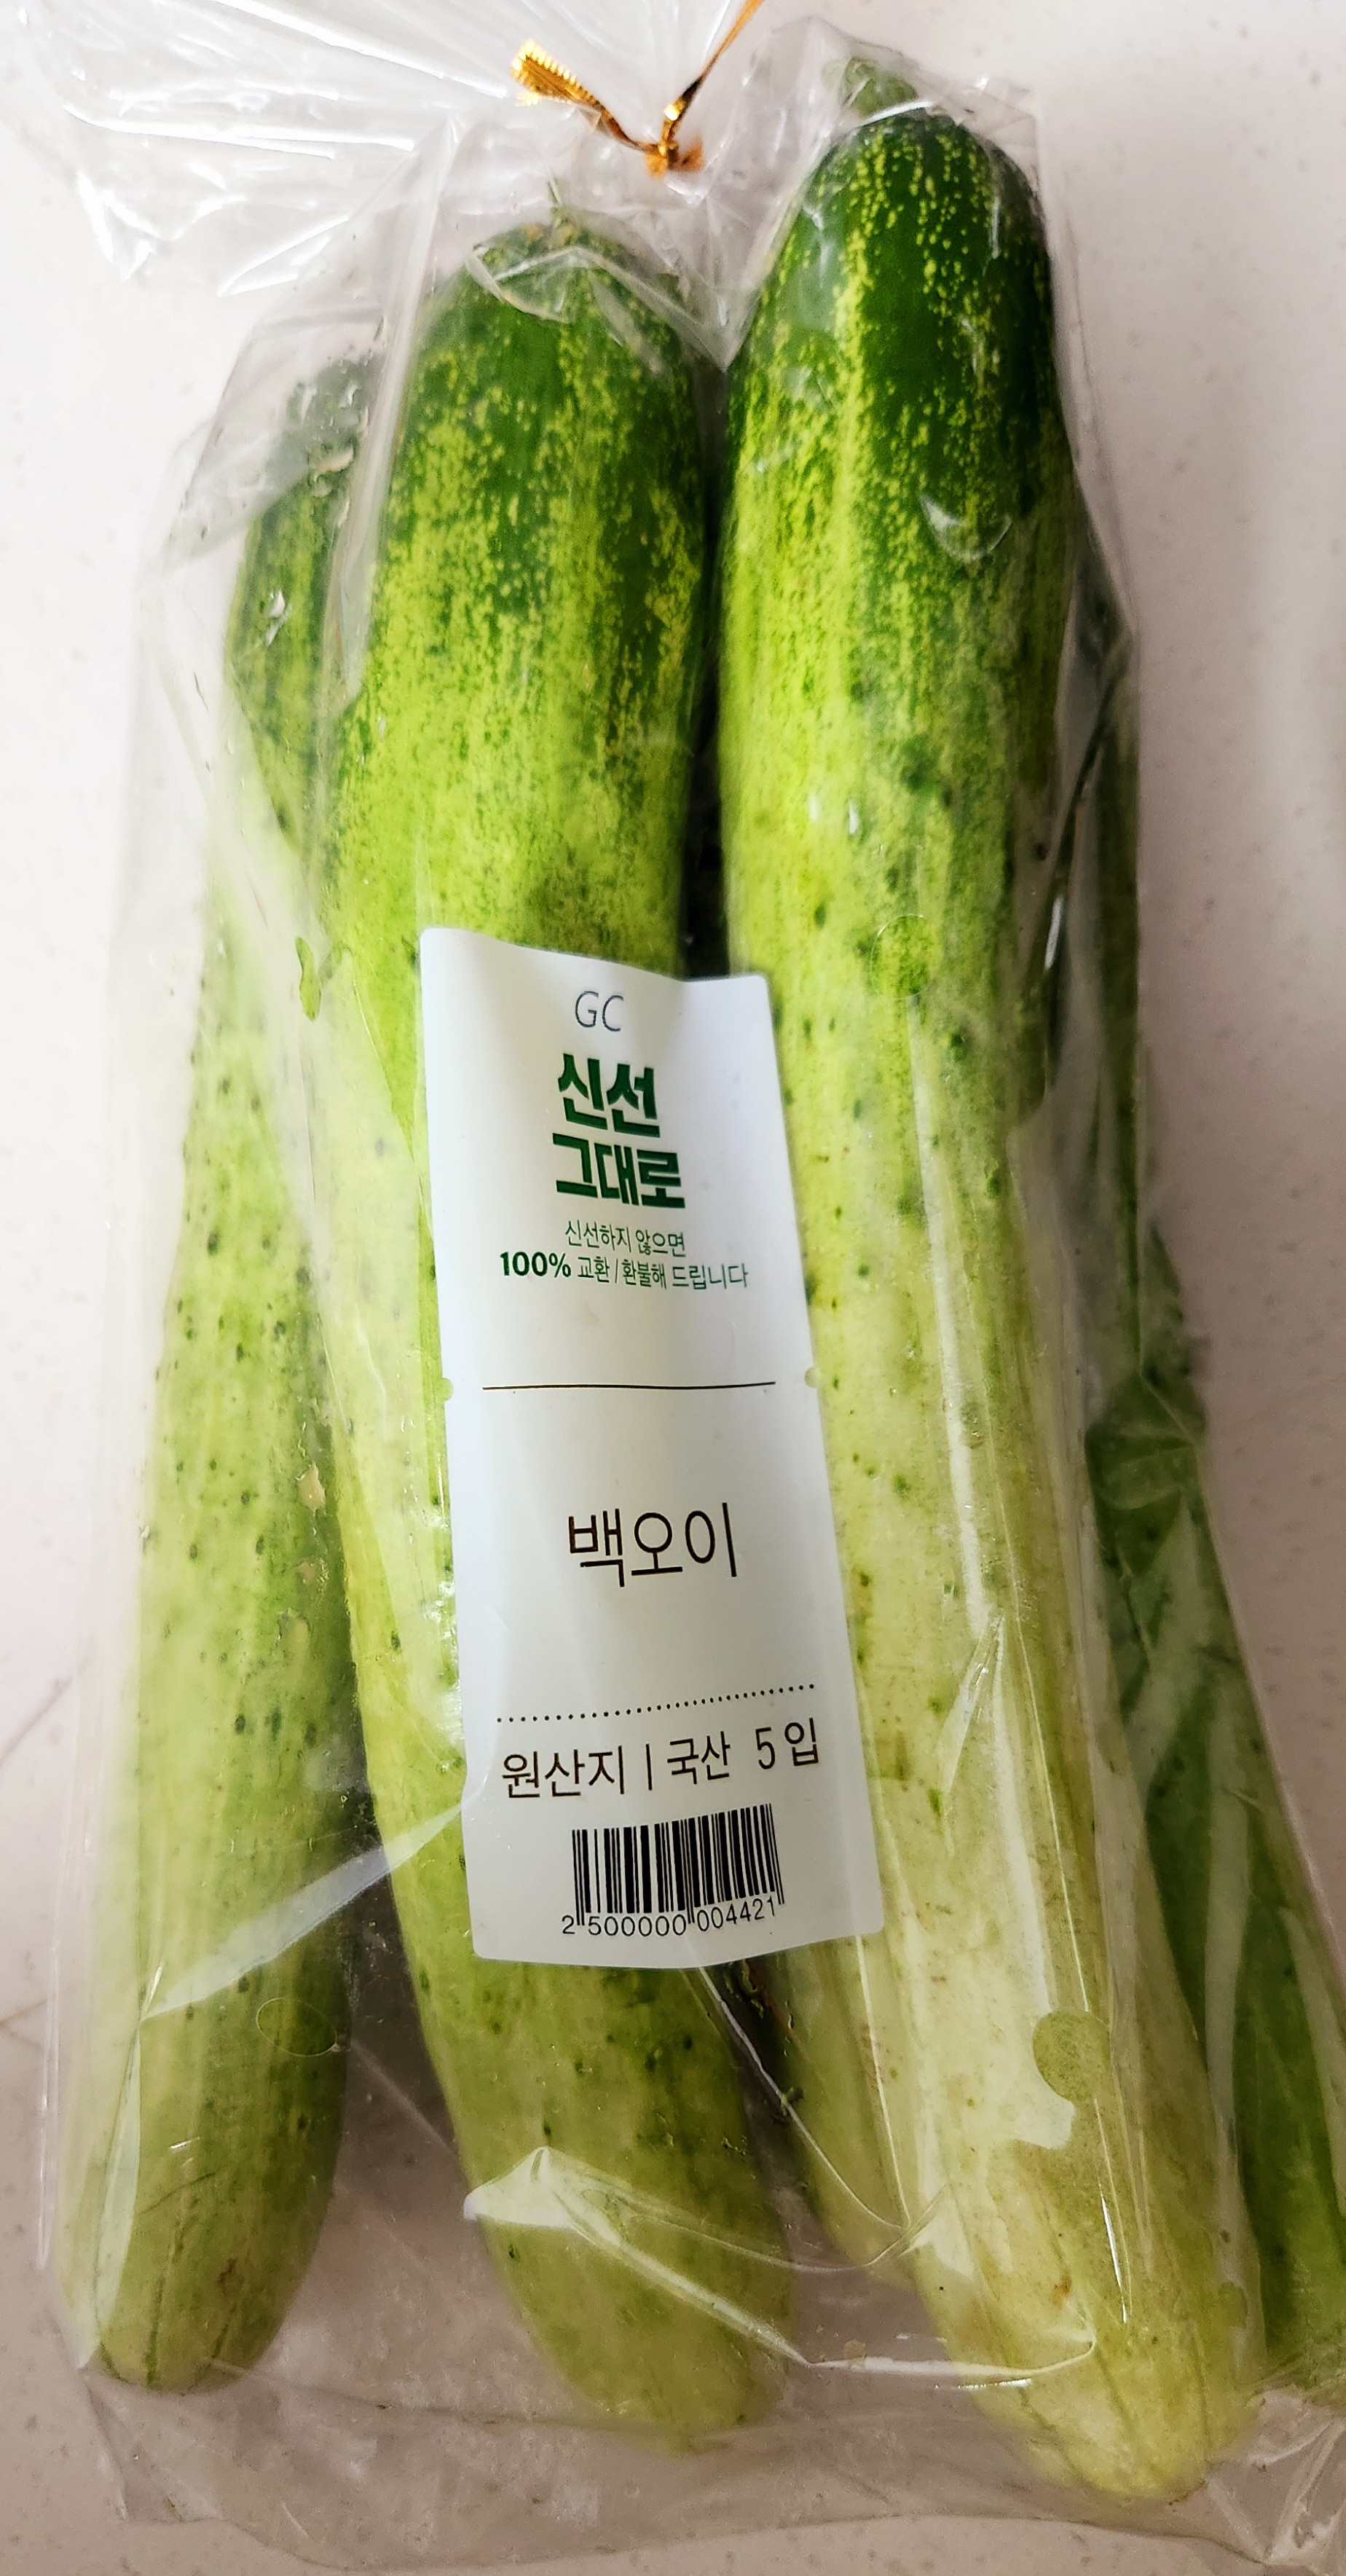 GC
신선
그대로
신선하지 않으면
100% 교환/환불해 드립니다
백오이
원산지 | 국산 5입
2 500000 004421